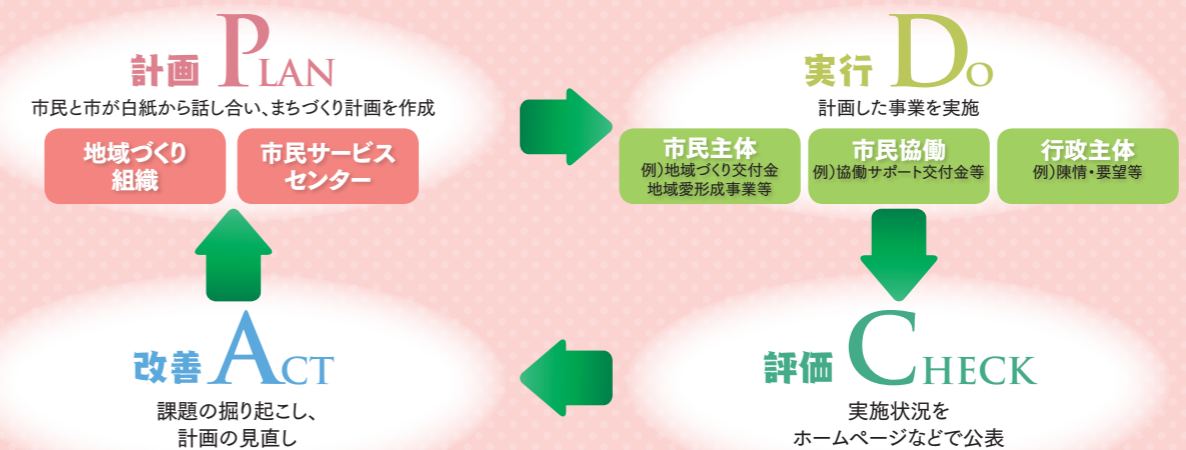 計画 PLAN
市民と市が白紙から話し合い、まちづくり計画を作成
地域づくり
組織
市民サービス
センター
実行 DO
計画した事業を実施
市民主体
例)地域づくり交付金
地域愛形成事業等
市民協働
例)協働サポート交付金等
行政主体
例)陳情・要望等
改善 ACT
課題の掘り起こし、
計画の見直し
評価 CHECK
実施状況を
ホームページなどで公表